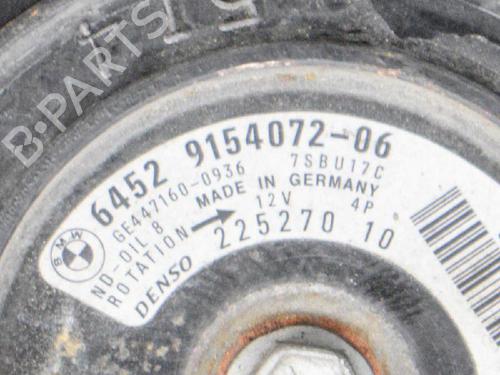 B-PARTS
BMW
6452 9154072-06
GE447160-0936 7SBU17C
ND-OIL 8 MADE IN GERMANY
ROTATION 12V 4P
DENSO 225270 10